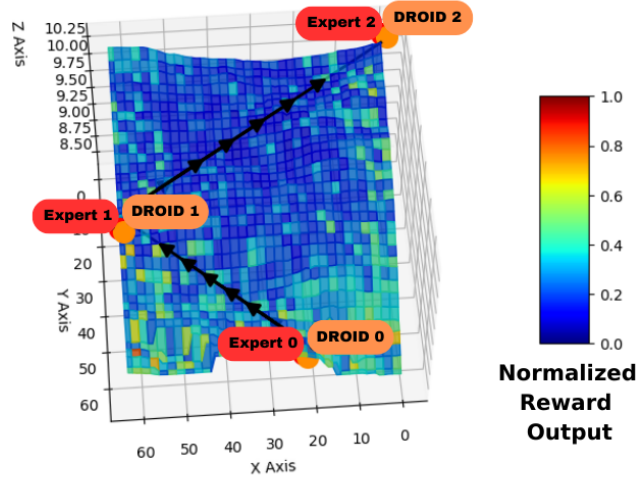 Expert 2
DROID 2
Z Axis
10.25
10.00
9.75
9.50
9.25
9.00
8.75
8.50
0
Expert 1
DROID 1
20
30
40
50
60
Y Axis
Expert 0
DROID 0
60
50
40
30
20
10
0
X Axis
1.0
0.8
0.6
0.4
0.2
0.0
Normalized
Reward
Output